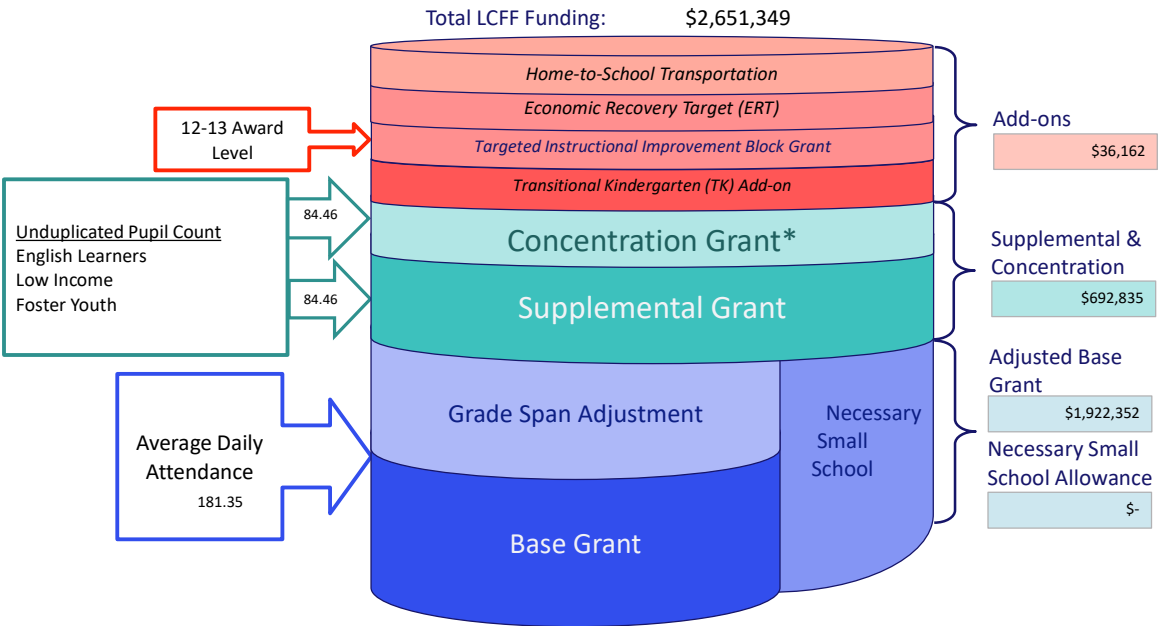 Total LCFF Funding: $2,651,349
Home-to-School Transportation
Economic Recovery Target (ERT)
Targeted Instructional Improvement Block Grant
Transitional Kindergarten (TK) Add-on
12-13 Award
Level
Add-ons
$36,162
Unduplicated Pupil Count
English Learners
Low Income
Foster Youth
84.46
84.46
Concentration Grant*
Supplemental Grant
Supplemental &
Concentration
$692,835
Average Daily
Attendance
181.35
Grade Span Adjustment
Base Grant
Necessary
Small
School
Adjusted Base
Grant
$1,922,352
Necessary Small
School Allowance
$-